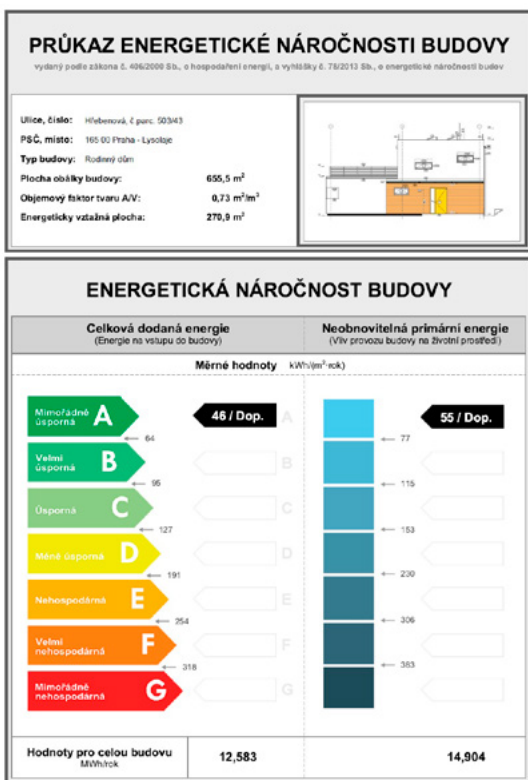 PRŮKAZ ENERGETICKÉ NÁROČNOSTI BUDOVY
vydaný podle zákona č. 406/2000 Sb., o hospodaření energií, a vyhlášky č. 78/2013 Sb., o energetické náročnosti budov
Ulice, číslo: Hřebenová, č parc. 503/43
PSČ, místo: 165 00 Praha - Lysolaje
Typ budovy: Rodinný dům
Plocha obálky budovy: 655,5 m²
Objemový faktor tvaru A/V: 0,73 m²/m³
Energeticky vztažná plocha: 270,9 m²
ENERGETICKÁ NÁROČNOST BUDOVY
Celková dodaná energie
(Energie na vstupu do budovy)
Neobnovitelná primární energie
(Vliv provozu budovy na životní prostředí)
Měrné hodnoty kWh/(m²·rok)
Mimořádně úsporná A 46 / Dop. A 55 / Dop.
64 77
Velmi úsporná B B
95 115
Úsporná C C
127 153
Méně úsporná D D
191 230
Nehospodárná E E
254 306
Velmi nehospodárná F F
318 383
Mimořádně nehospodárná G G
Hodnoty pro celou budovu
MWh/rok
12,583 14,904